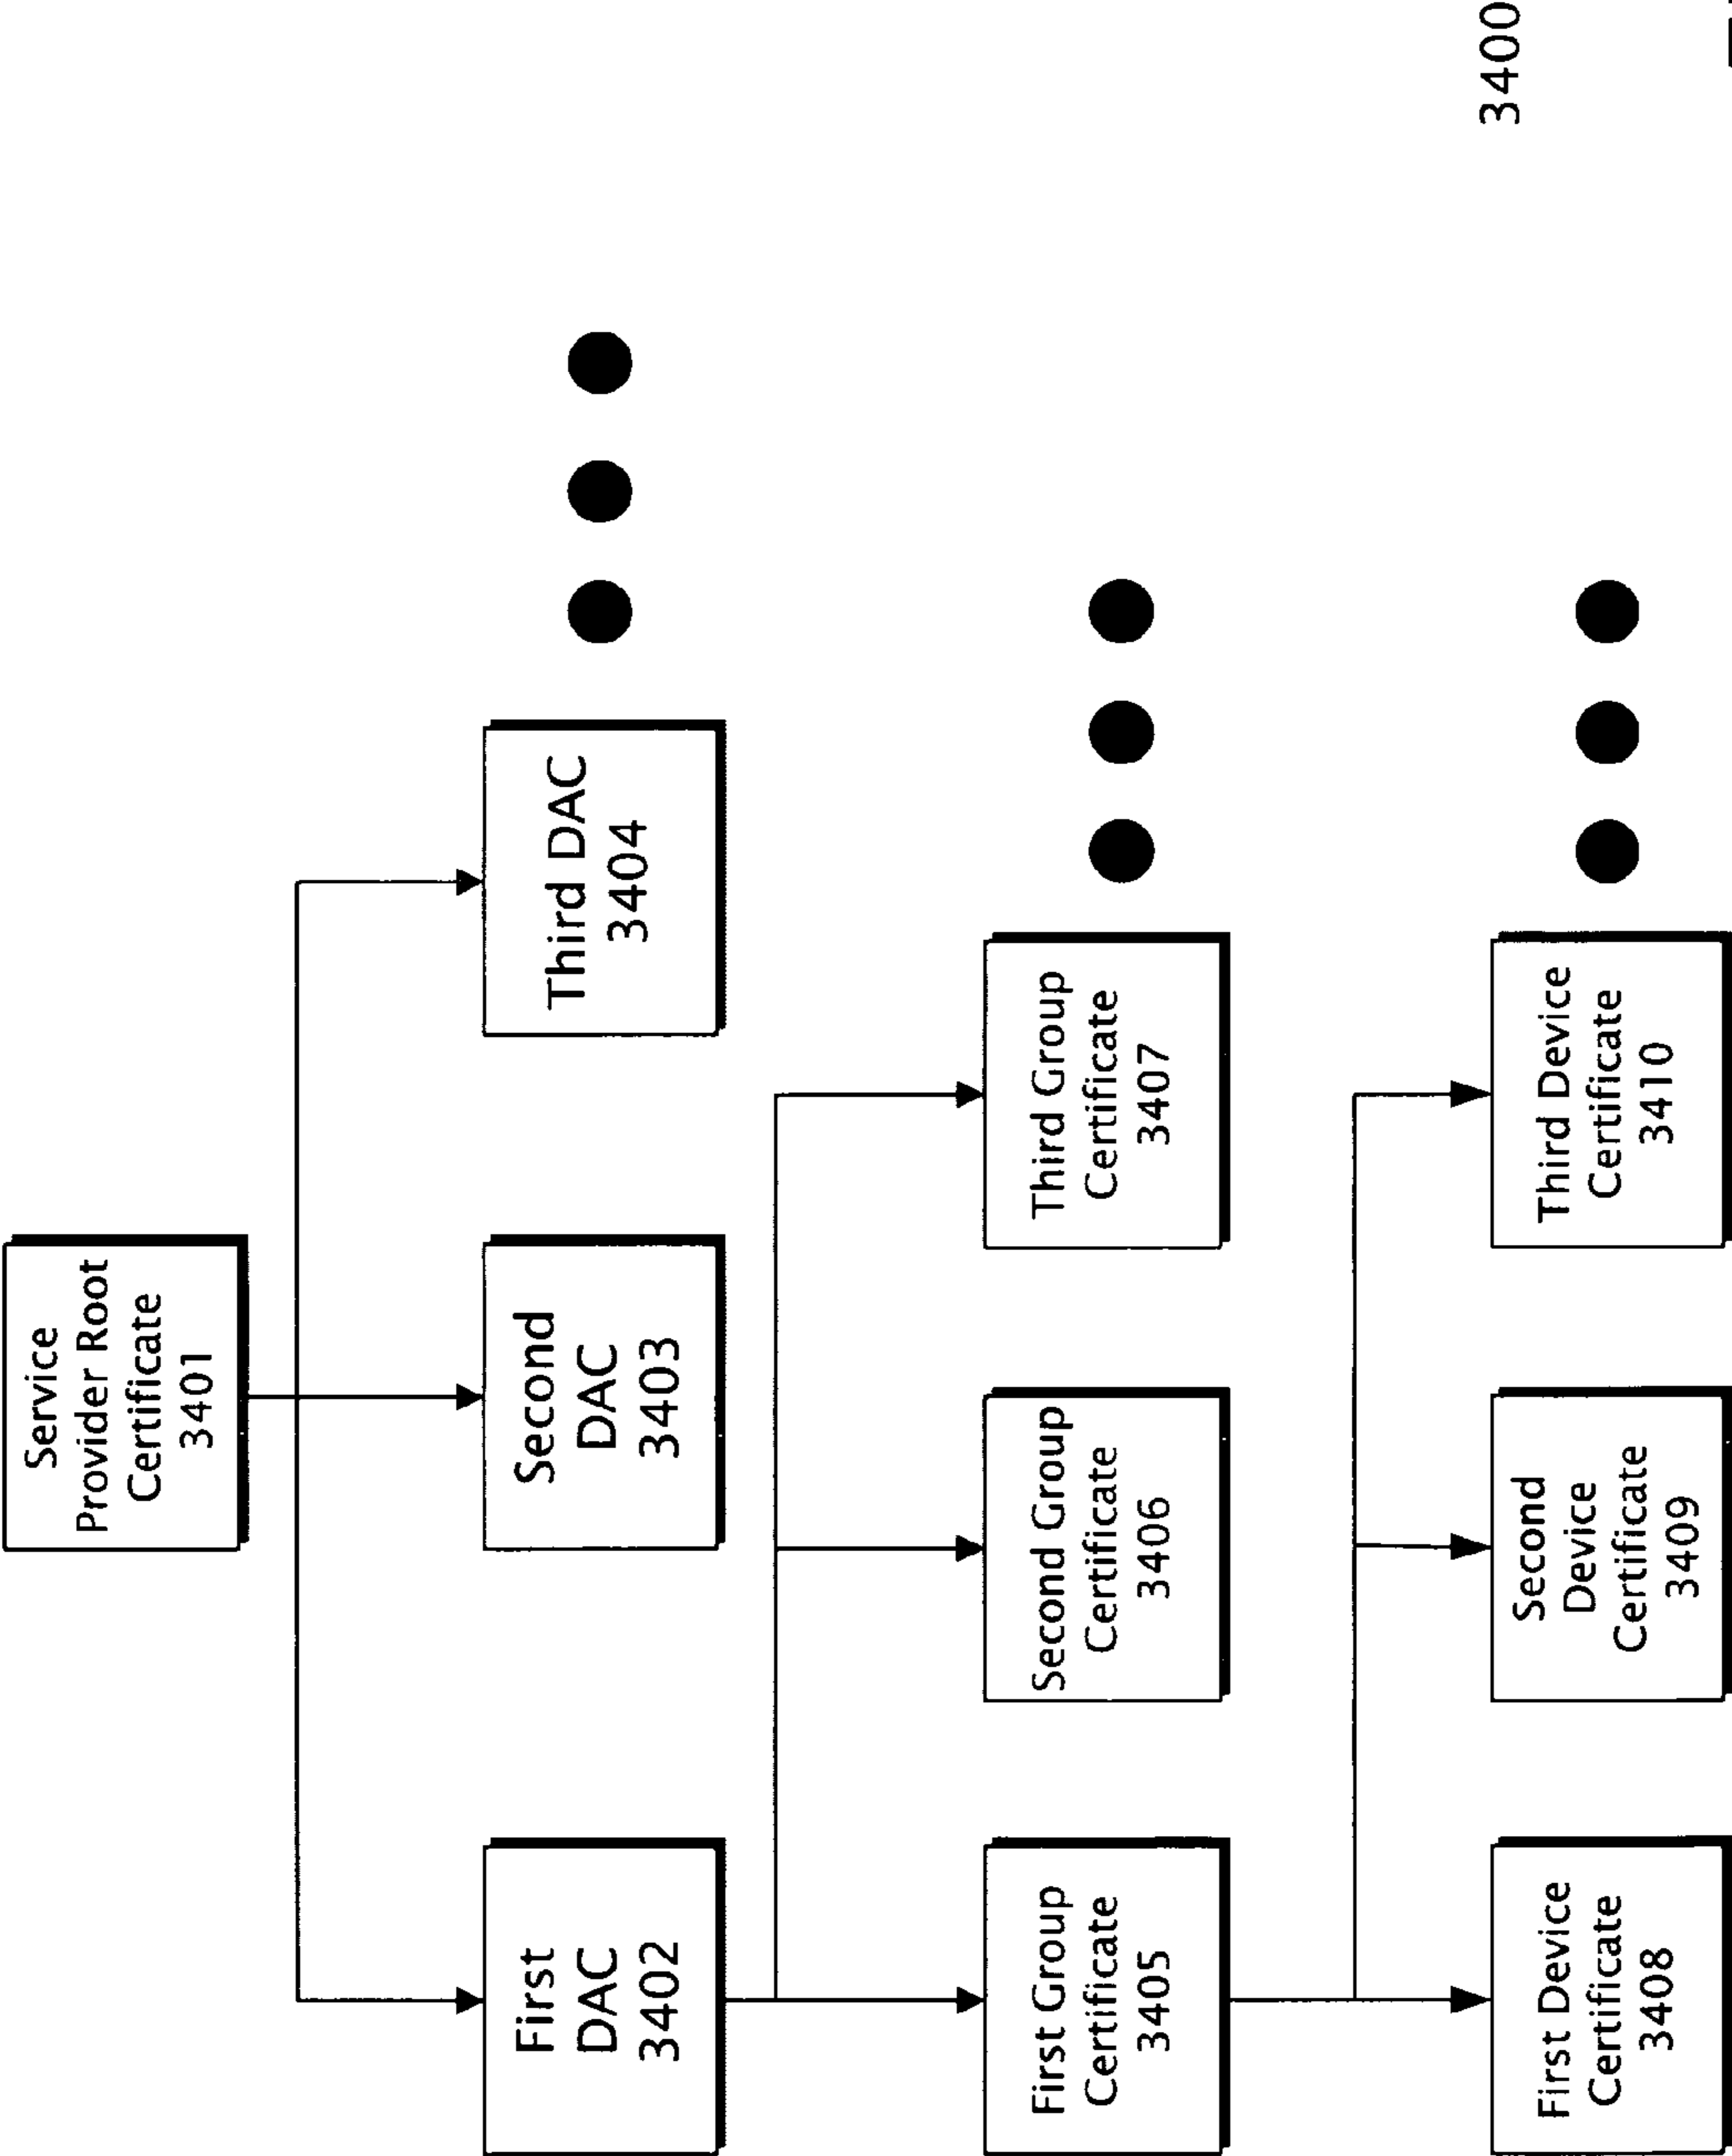 Service
Provider Root
Certificate
3401
First
DAC
3402
Second
DAC
3403
Third DAC
3404
First Group
Certificate
3405
Second Group
Certificate
3406
Third Group
Certificate
3407
First Device
Certificate
3408
Second
Device
Certificate
3409
Third Device
Certificate
3410
3400